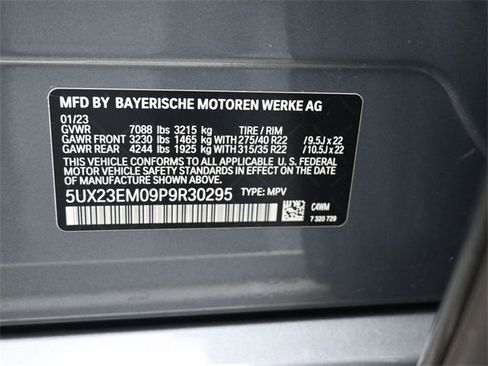 MFD BY BAYERISCHE MOTOREN WERKE AG
01/23
GVWR 7088 lbs 3215 kg TIRE / RIM
GAWR FRONT 3230 lbs 1465 kg WITH 275/40 R22 /9.5J x 22
GAWR REAR 4244 lbs 1925 kg WITH 315/35 R22 /10.5J x 22
THIS VEHICLE CONFORMS TO ALL APPLICABLE U. S. FEDERAL
MOTOR VEHICLE SAFETY STANDARDS IN EFFECT ON THE DATE
OF MANUFACTURE SHOWN ABOVE.
5UX23EM09P9R30295 TYPE: MPV
C4WM
7 320 729